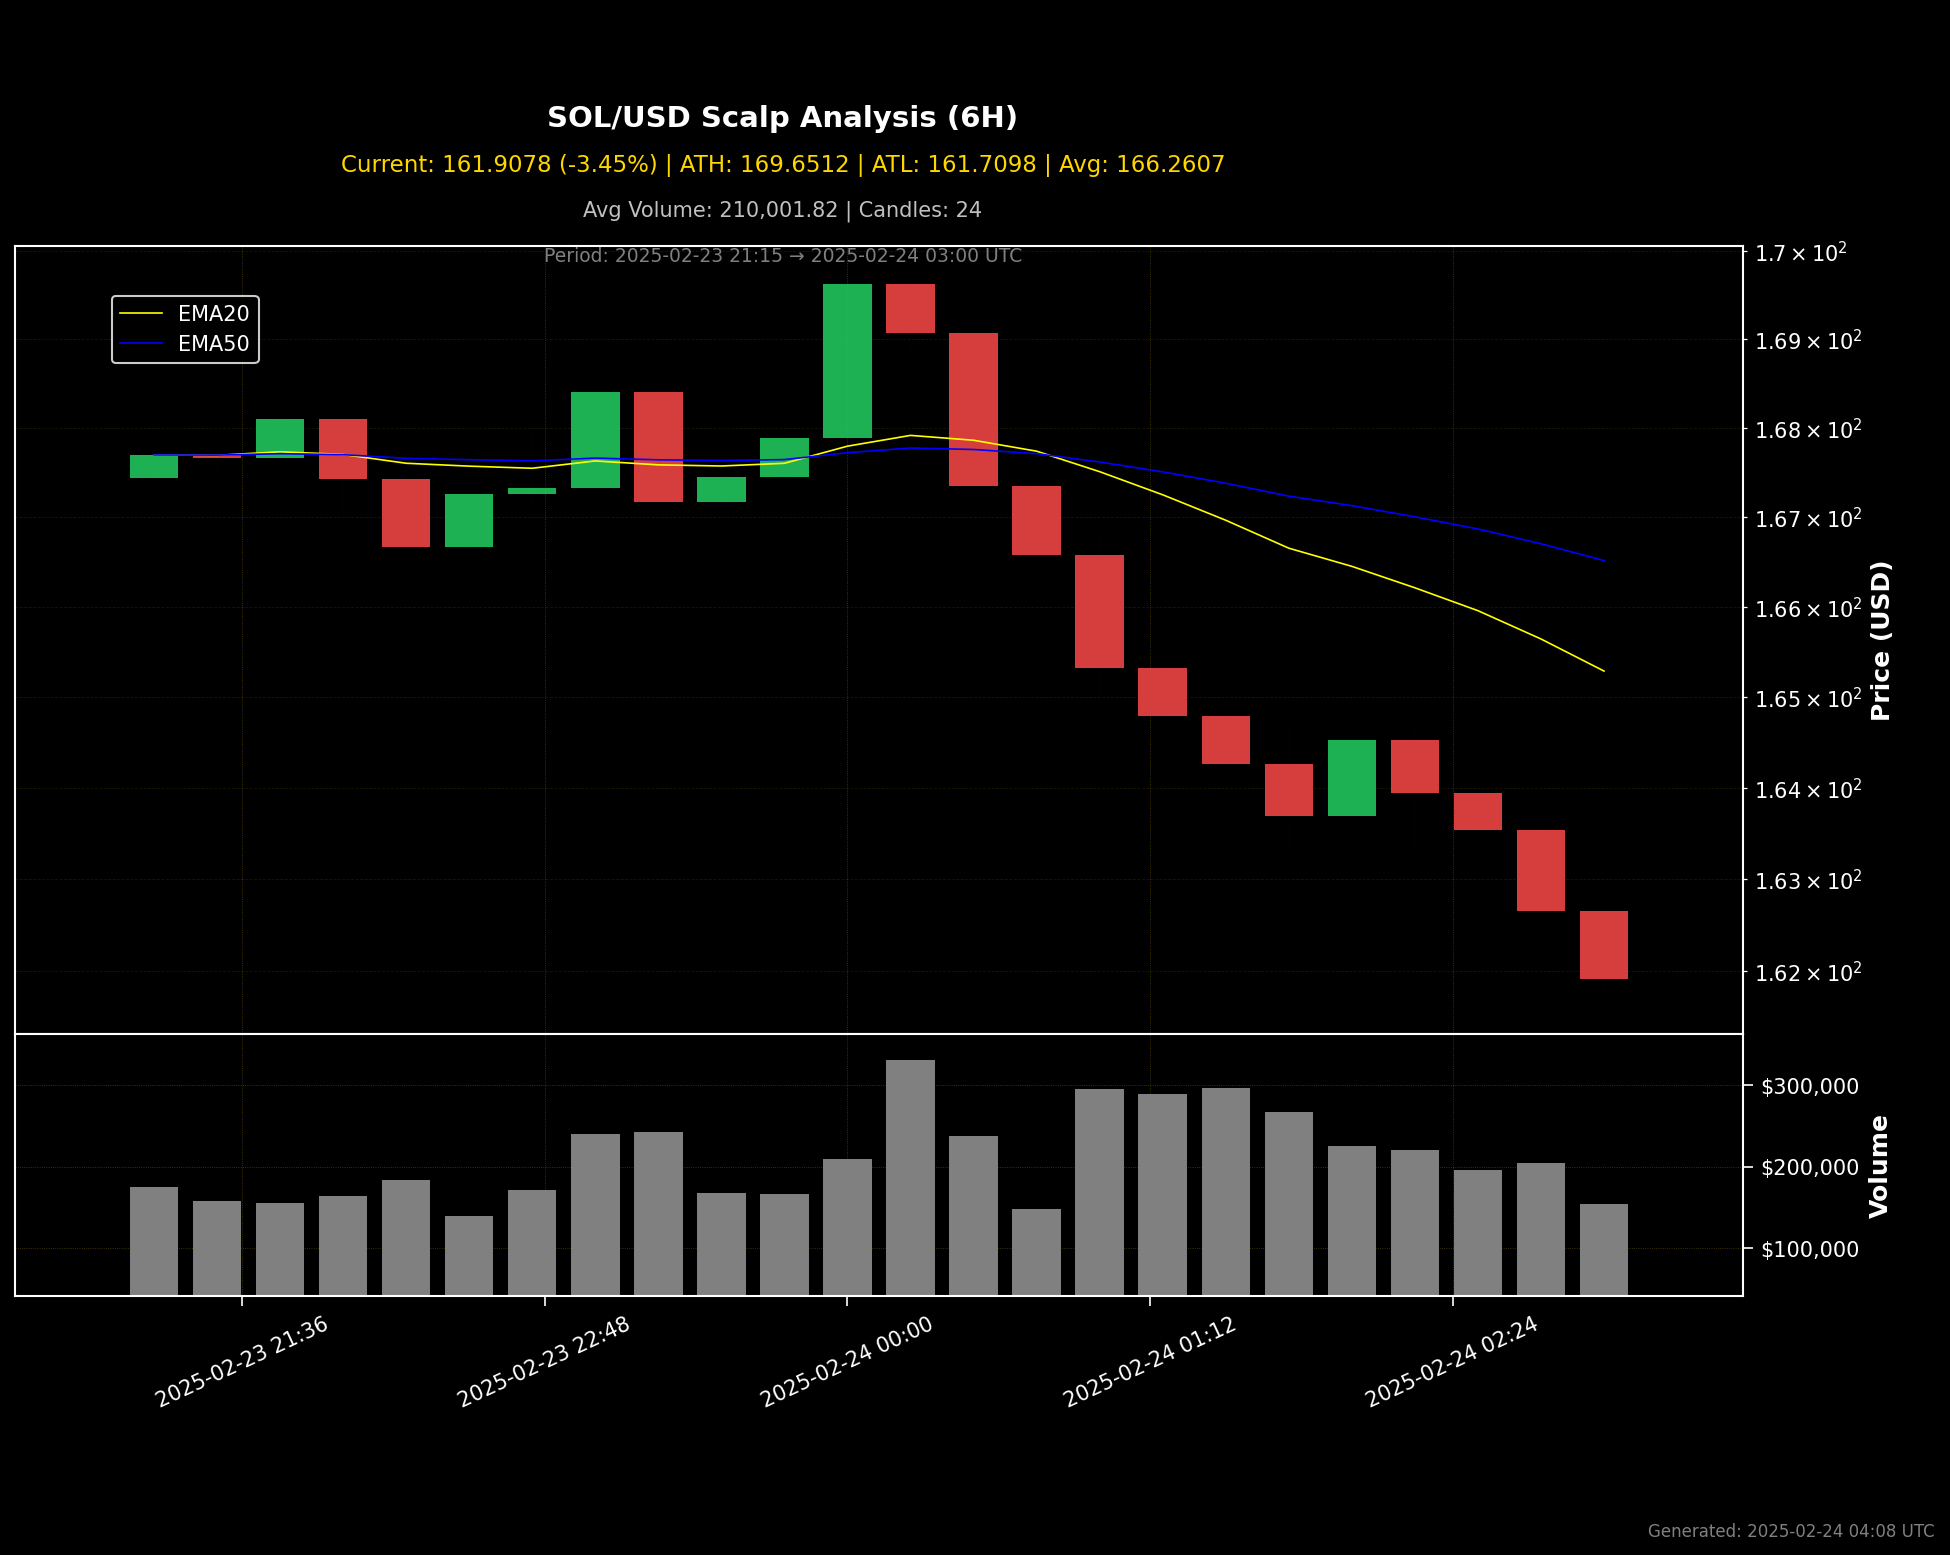 SOL/USD Scalp Analysis (6H)
Current: 161.9078 (-3.45%) | ATH: 169.6512 | ATL: 161.7098 | Avg: 166.2607
Avg Volume: 210,001.82 | Candles: 24
Period: 2025-02-23 21:15 → 2025-02-24 03:00 UTC
EMA20
EMA50
1.7 × 10²
1.69 × 10²
1.68 × 10²
1.67 × 10²
1.66 × 10²
1.65 × 10²
1.64 × 10²
1.63 × 10²
1.62 × 10²
Price (USD)
$300,000
$200,000
$100,000
Volume
2025-02-23 21:36
2025-02-23 22:48
2025-02-24 00:00
2025-02-24 01:12
2025-02-24 02:24
Generated: 2025-02-24 04:08 UTC